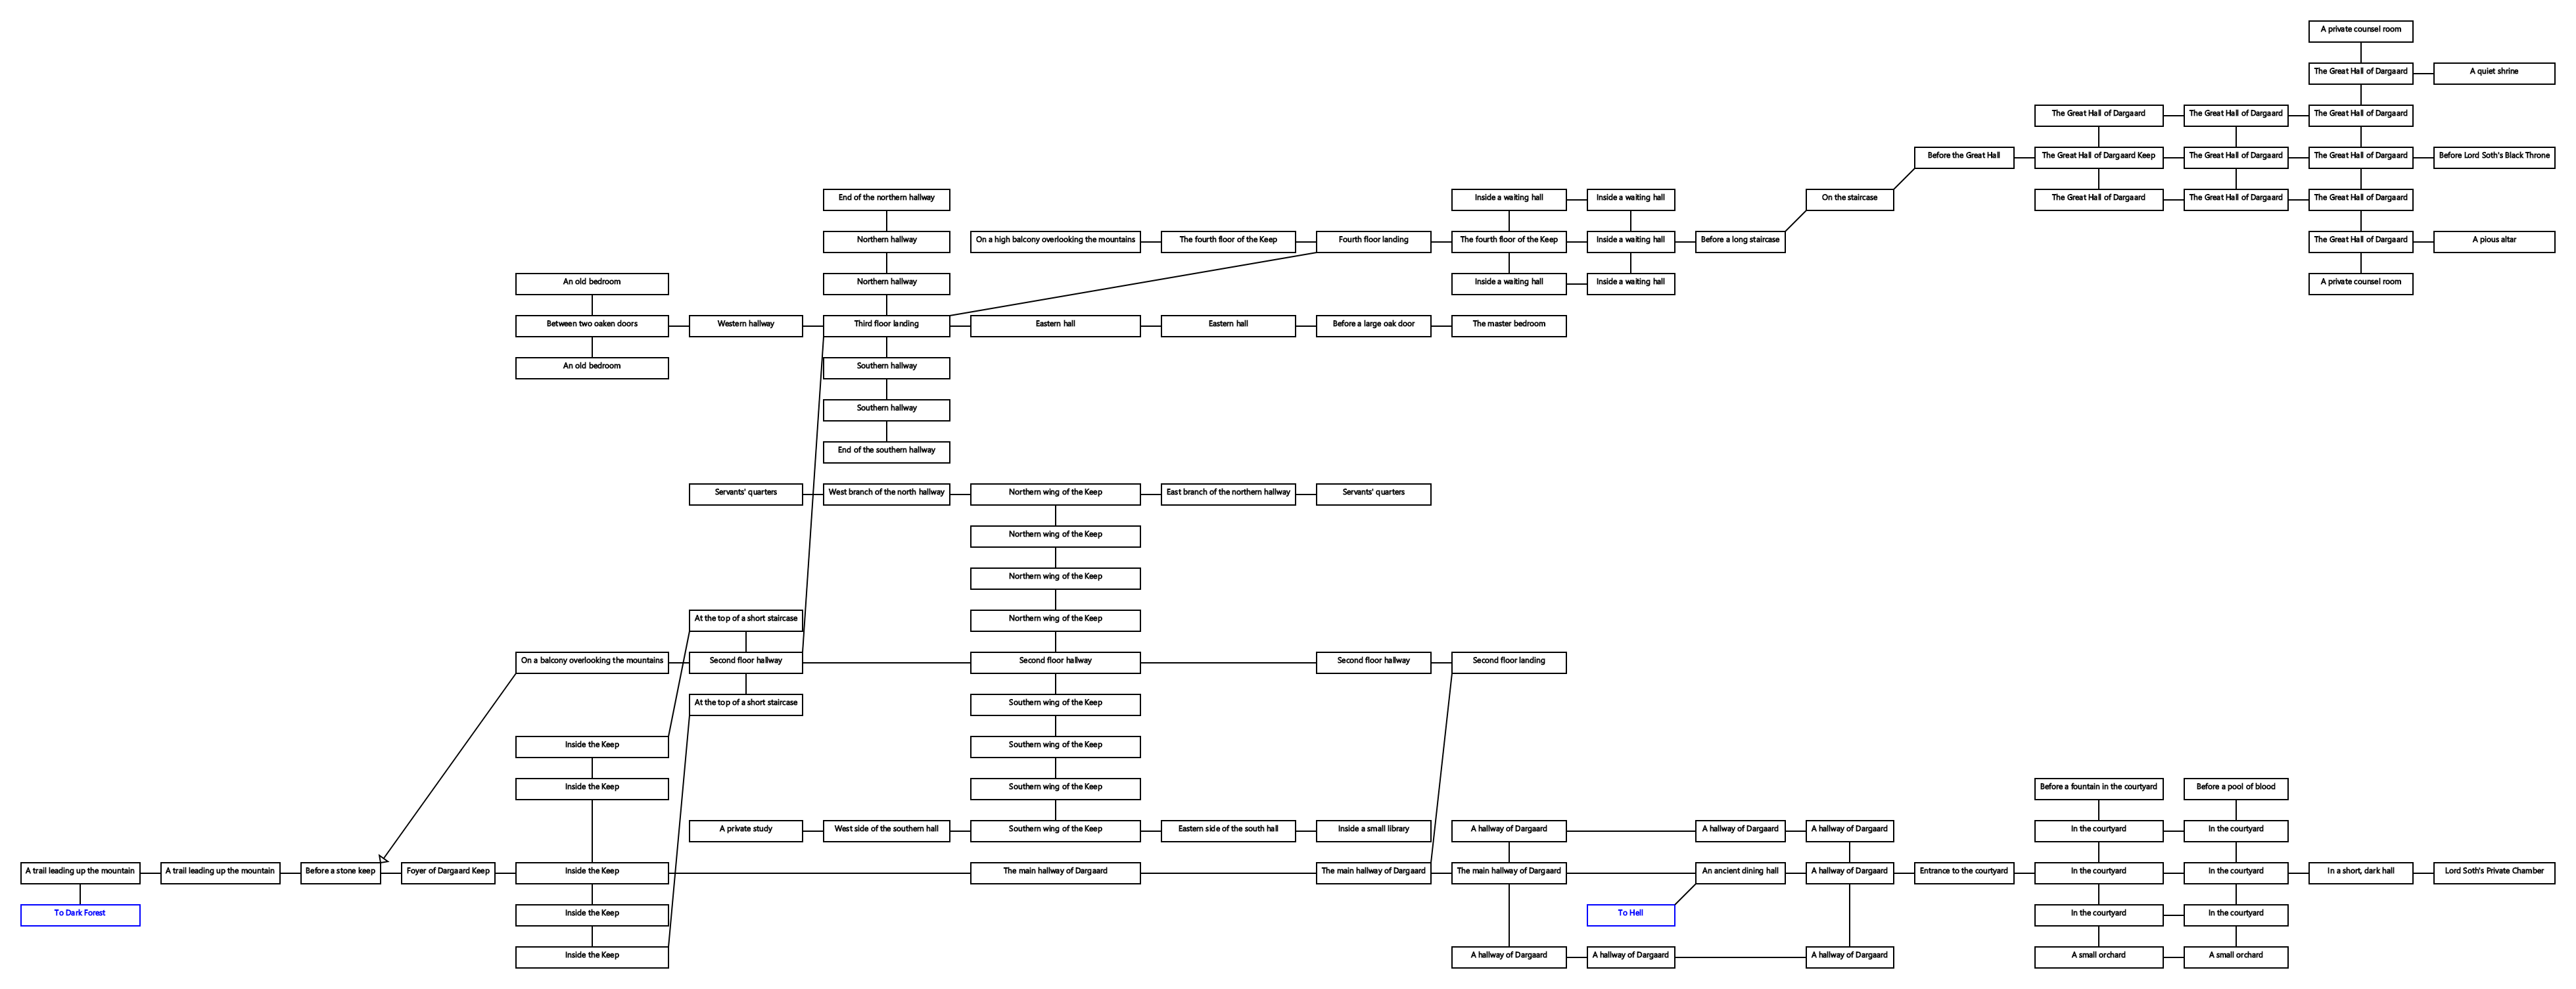 A private counsel room
The Great Hall of Dargaard
A quiet shrine
The Great Hall of Dargaard
The Great Hall of Dargaard
The Great Hall of Dargaard
Before the Great Hall
The Great Hall of Dargaard Keep
The Great Hall of Dargaard
The Great Hall of Dargaard
Before Lord Soth's Black Throne
End of the northern hallway
Inside a waiting hall
Inside a waiting hall
On the staircase
The Great Hall of Dargaard
The Great Hall of Dargaard
The Great Hall of Dargaard
Northern hallway
On a high balcony overlooking the mountains
The fourth floor of the Keep
Fourth floor landing
The fourth floor of the Keep
Inside a waiting hall
Before a long staircase
The Great Hall of Dargaard
A pious altar
An old bedroom
Northern hallway
Inside a waiting hall
Inside a waiting hall
A private counsel room
Between two oaken doors
Western hallway
Third floor landing
Eastern hall
Eastern hall
Before a large oak door
The master bedroom
An old bedroom
Southern hallway
Southern hallway
End of the southern hallway
Servants' quarters
West branch of the north hallway
Northern wing of the Keep
East branch of the northern hallway
Servants' quarters
Northern wing of the Keep
Northern wing of the Keep
At the top of a short staircase
Northern wing of the Keep
On a balcony overlooking the mountains
Second floor hallway
Second floor hallway
Second floor hallway
Second floor landing
At the top of a short staircase
Southern wing of the Keep
Inside the Keep
Southern wing of the Keep
Inside the Keep
Southern wing of the Keep
Before a fountain in the courtyard
Before a pool of blood
A private study
West side of the southern hall
Southern wing of the Keep
Eastern side of the south hall
Inside a small library
A hallway of Dargaard
A hallway of Dargaard
A hallway of Dargaard
In the courtyard
In the courtyard
A trail leading up the mountain
A trail leading up the mountain
Before a stone keep
Foyer of Dargaard Keep
Inside the Keep
The main hallway of Dargaard
The main hallway of Dargaard
The main hallway of Dargaard
An ancient dining hall
A hallway of Dargaard
Entrance to the courtyard
In the courtyard
In the courtyard
In a short, dark hall
Lord Soth's Private Chamber
To Dark Forest
Inside the Keep
To Hell
In the courtyard
In the courtyard
Inside the Keep
A hallway of Dargaard
A hallway of Dargaard
A hallway of Dargaard
A small orchard
A small orchard